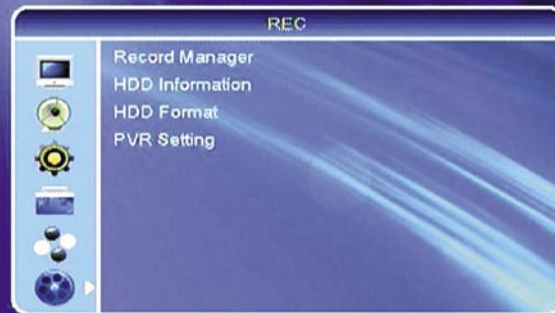 REC
Record Manager
HDD Information
HDD Format
PVR Setting